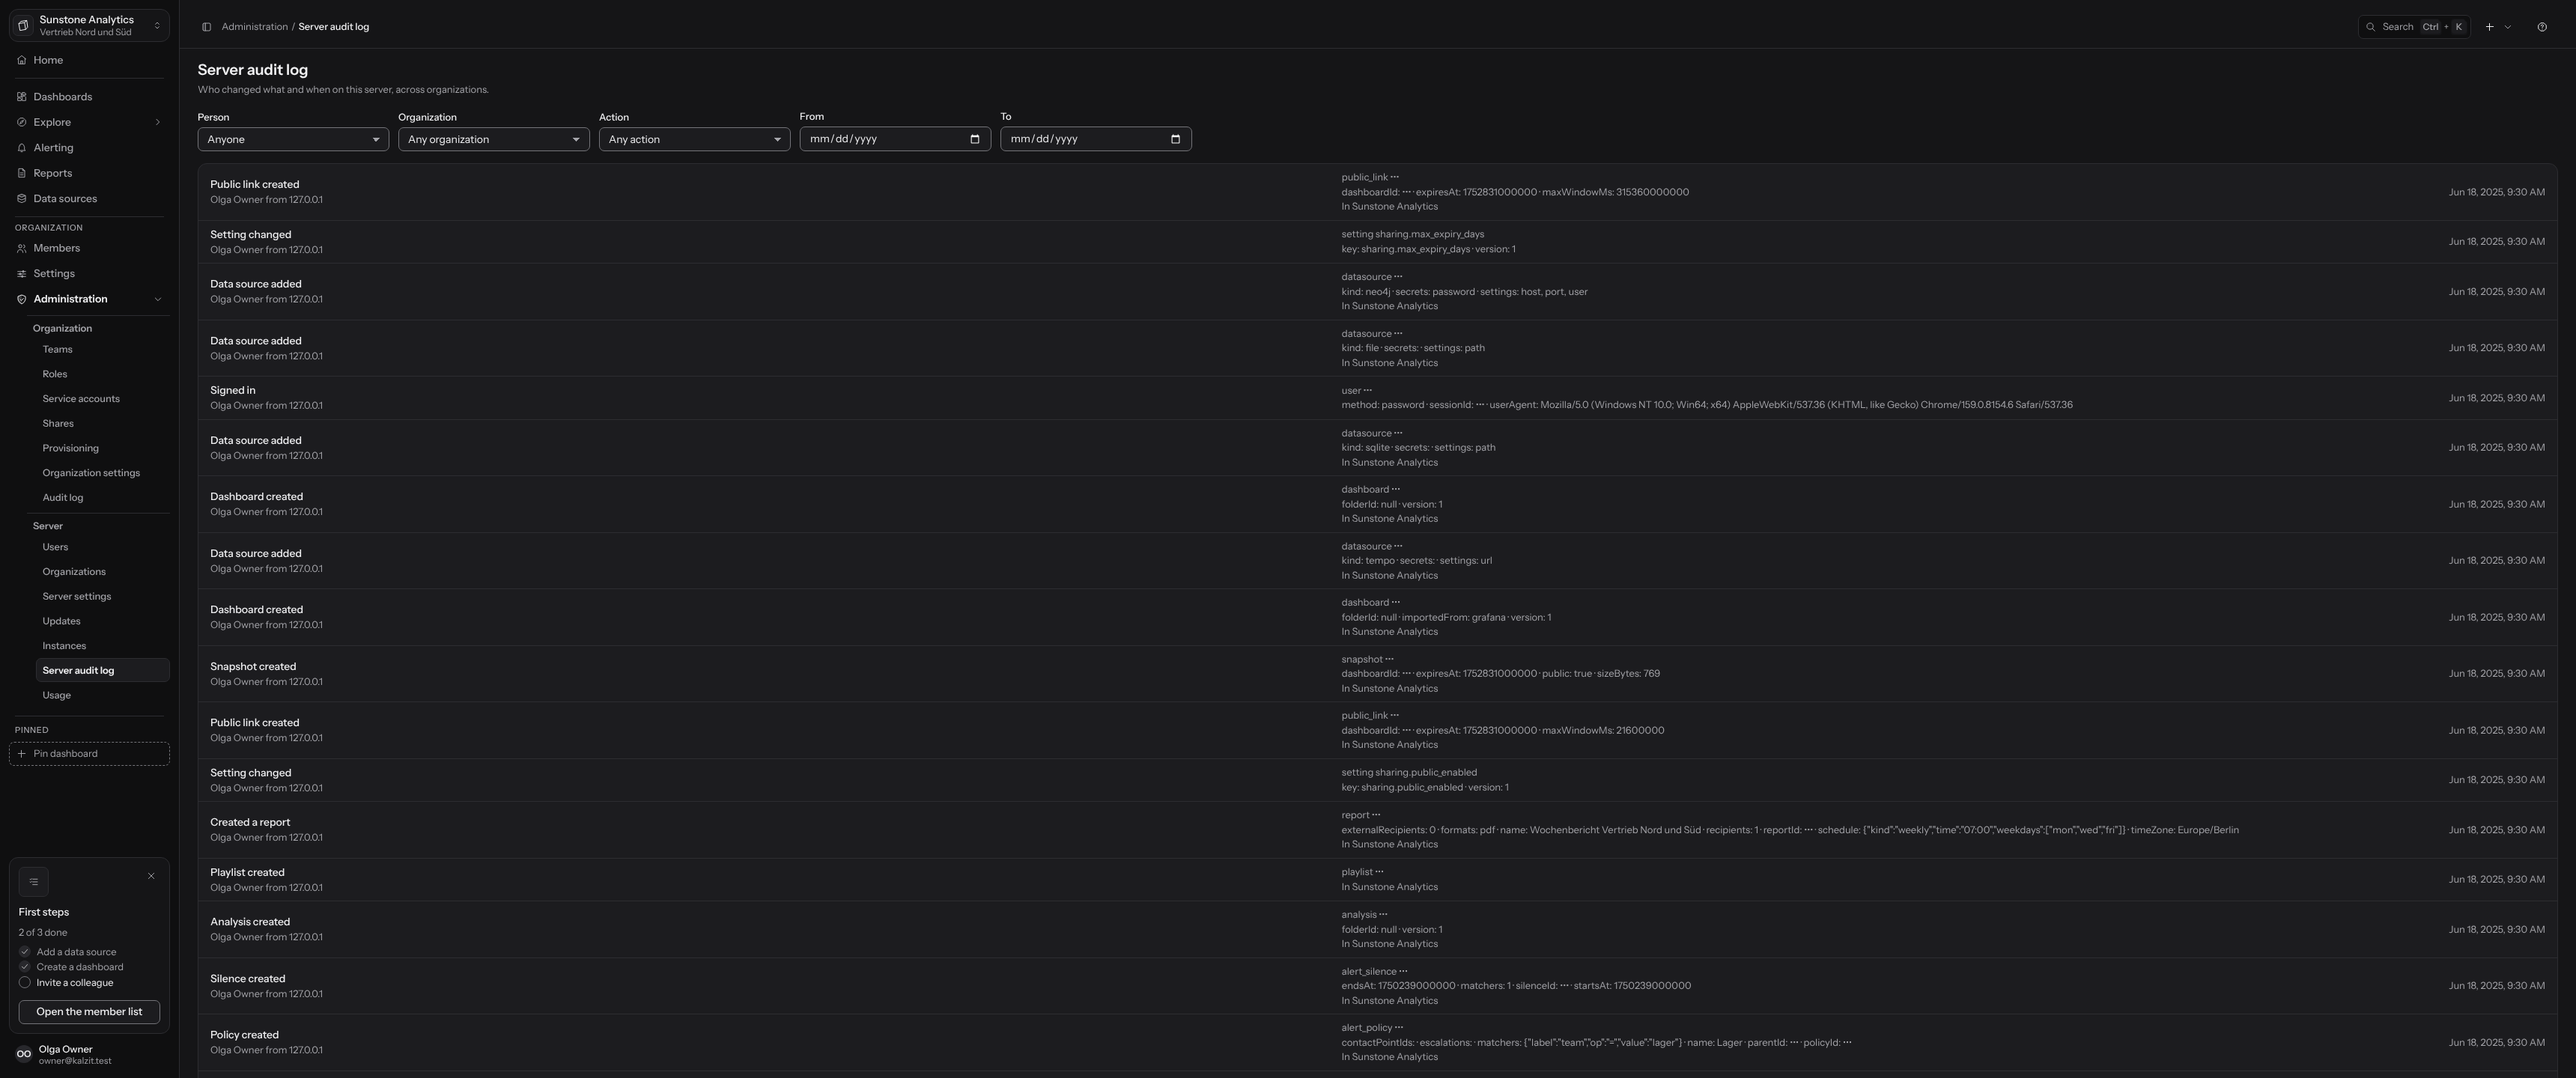 Sunstone Analytics
Vertrieb Nord und Süd
Home
Dashboards
Explore
Alerting
Reports
Data sources
ORGANIZATION
Members
Settings
Administration
Organization
Teams
Roles
Service accounts
Shares
Provisioning
Organization settings
Audit log
Server
Users
Organizations
Server settings
Updates
Instances
Server audit log
Usage
PINNED
Pin dashboard
First steps
2 of 3 done
Add a data source
Create a dashboard
Invite a colleague
Open the member list
OO
Olga Owner
owner@kalzit.test
Administration / Server audit log
Search Ctrl + K
Server audit log
Who changed what and when on this server, across organizations.
Person
Anyone
Organization
Any organization
Action
Any action
From
mm/dd/yyyy
To
mm/dd/yyyy
Public link created
Olga Owner from 127.0.0.1
public_link ···
dashboardId: ··· · expiresAt: 1752831000000 · maxWindowMs: 315360000000
In Sunstone Analytics
Jun 18, 2025, 9:30 AM
Setting changed
Olga Owner from 127.0.0.1
setting sharing.max_expiry_days
key: sharing.max_expiry_days · version: 1
Jun 18, 2025, 9:30 AM
Data source added
Olga Owner from 127.0.0.1
datasource ···
kind: neo4j · secrets: password · settings: host, port, user
In Sunstone Analytics
Jun 18, 2025, 9:30 AM
Data source added
Olga Owner from 127.0.0.1
datasource ···
kind: file · secrets: · settings: path
In Sunstone Analytics
Jun 18, 2025, 9:30 AM
Signed in
Olga Owner from 127.0.0.1
user ···
method: password · sessionId: ··· · userAgent: Mozilla/5.0 (Windows NT 10.0; Win64; x64) AppleWebKit/537.36 (KHTML, like Gecko) Chrome/159.0.8154.6 Safari/537.36
Jun 18, 2025, 9:30 AM
Data source added
Olga Owner from 127.0.0.1
datasource ···
kind: sqlite · secrets: · settings: path
In Sunstone Analytics
Jun 18, 2025, 9:30 AM
Dashboard created
Olga Owner from 127.0.0.1
dashboard ···
folderId: null · version: 1
In Sunstone Analytics
Jun 18, 2025, 9:30 AM
Data source added
Olga Owner from 127.0.0.1
datasource ···
kind: tempo · secrets: · settings: url
In Sunstone Analytics
Jun 18, 2025, 9:30 AM
Dashboard created
Olga Owner from 127.0.0.1
dashboard ···
folderId: null · importedFrom: grafana · version: 1
In Sunstone Analytics
Jun 18, 2025, 9:30 AM
Snapshot created
Olga Owner from 127.0.0.1
snapshot ···
dashboardId: ··· · expiresAt: 1752831000000 · public: true · sizeBytes: 769
In Sunstone Analytics
Jun 18, 2025, 9:30 AM
Public link created
Olga Owner from 127.0.0.1
public_link ···
dashboardId: ··· · expiresAt: 1752831000000 · maxWindowMs: 21600000
In Sunstone Analytics
Jun 18, 2025, 9:30 AM
Setting changed
Olga Owner from 127.0.0.1
setting sharing.public_enabled
key: sharing.public_enabled · version: 1
Jun 18, 2025, 9:30 AM
Created a report
Olga Owner from 127.0.0.1
report ···
externalRecipients: 0 · formats: pdf · name: Wochenbericht Vertrieb Nord und Süd · recipients: 1 · reportId: ··· · schedule: {"kind":"weekly","time":"07:00","weekdays":["mon","wed","fri"]} · timeZone: Europe/Berlin
In Sunstone Analytics
Jun 18, 2025, 9:30 AM
Playlist created
Olga Owner from 127.0.0.1
playlist ···
In Sunstone Analytics
Jun 18, 2025, 9:30 AM
Analysis created
Olga Owner from 127.0.0.1
analysis ···
folderId: null · version: 1
In Sunstone Analytics
Jun 18, 2025, 9:30 AM
Silence created
Olga Owner from 127.0.0.1
alert_silence ···
endsAt: 1750239000000 · matchers: 1 · silenceId: ··· · startsAt: 1750239000000
In Sunstone Analytics
Jun 18, 2025, 9:30 AM
Policy created
Olga Owner from 127.0.0.1
alert_policy ···
contactPointIds: · escalations: · matchers: {"label":"team","op":"=","value":"lager"} · name: Lager · parentId: ··· · policyId: ···
In Sunstone Analytics
Jun 18, 2025, 9:30 AM